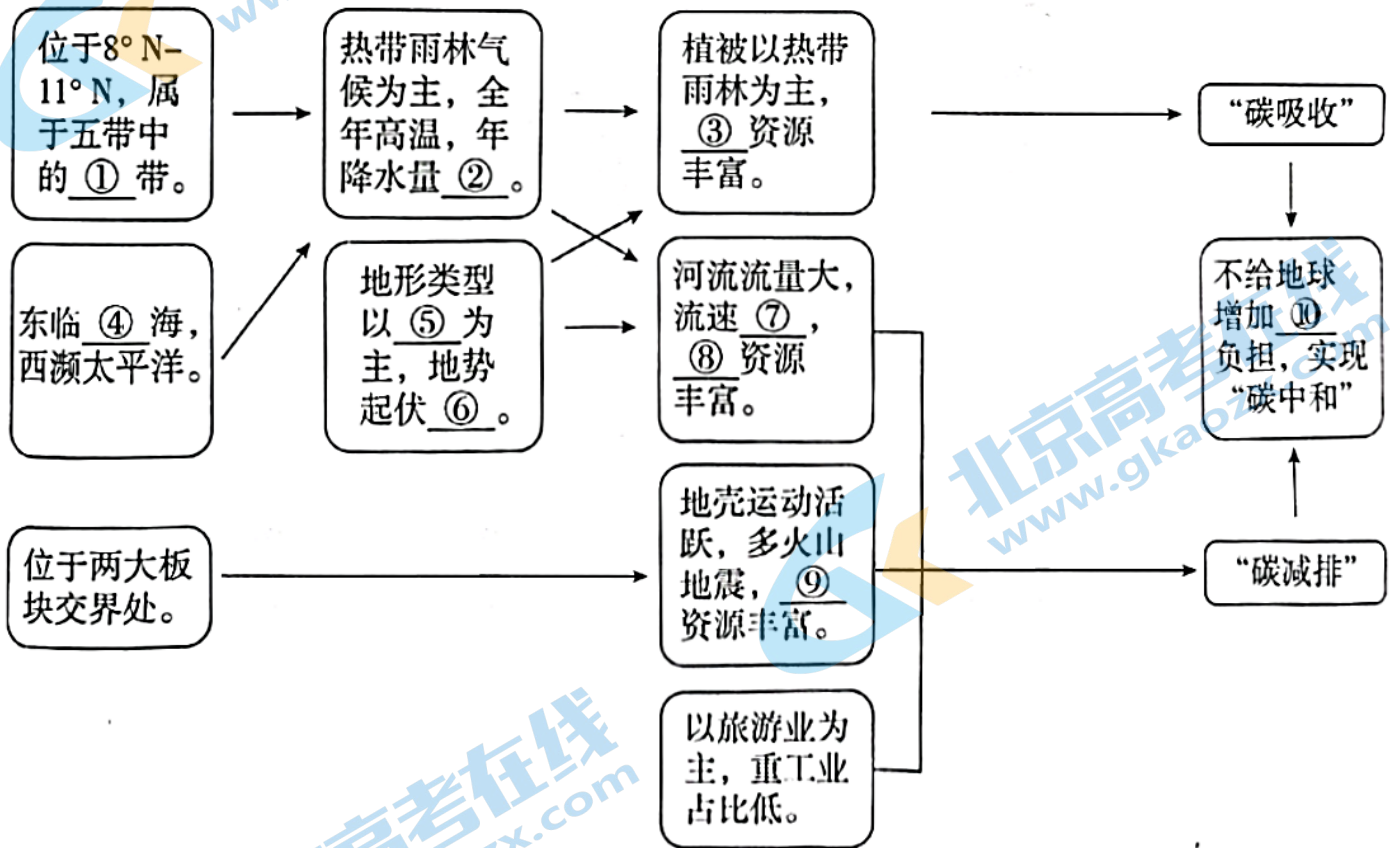 位于8° N-
11° N，属
于五带中
的 ① 带。
热带雨林气
候为主，全
年高温，年
降水量 ② 。
植被以热带
雨林为主，
③ 资源
丰富。
“碳吸收”
东临 ④ 海，
西濒太平洋。
地形类型
以 ⑤ 为
主，地势
起伏 ⑥ 。
河流流量大，
流速 ⑦ ，
⑧ 资源
丰富。
不给地球
增加 ⑩
负担，实现
“碳中和”
位于两大板
块交界处。
地壳运动活
跃，多火山
地震， ⑨
资源丰富。
“碳减排”
以旅游业为
主，重工业
占比低。
北京高考在线
www.gkaozx.com
高考在线
zx.com